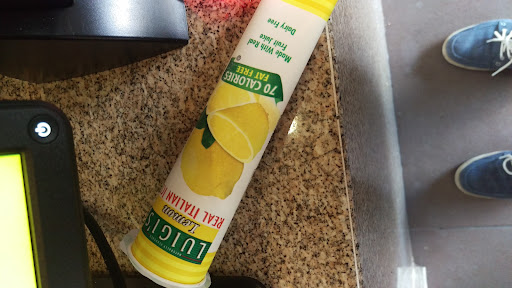 LUIGI'S
REAL ITALIAN
Lemon
70 CALORIES
FAT FREE
Made With Real
Fruit Juice
Dairy Free